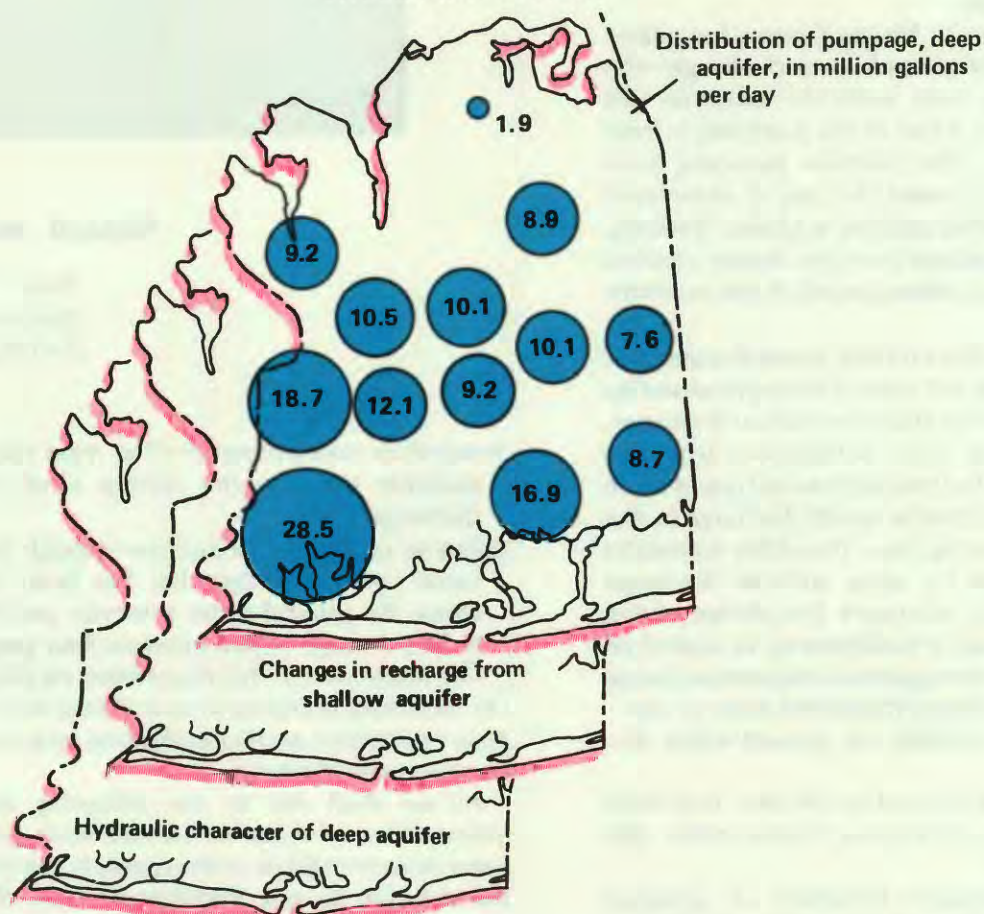 Distribution of pumpage, deep
aquifer, in million gallons
per day
1.9
8.9
9.2
10.5
10.1
10.1
7.6
18.7
12.1
9.2
8.7
16.9
28.5
Changes in recharge from
shallow aquifer
Hydraulic character of deep aquifer